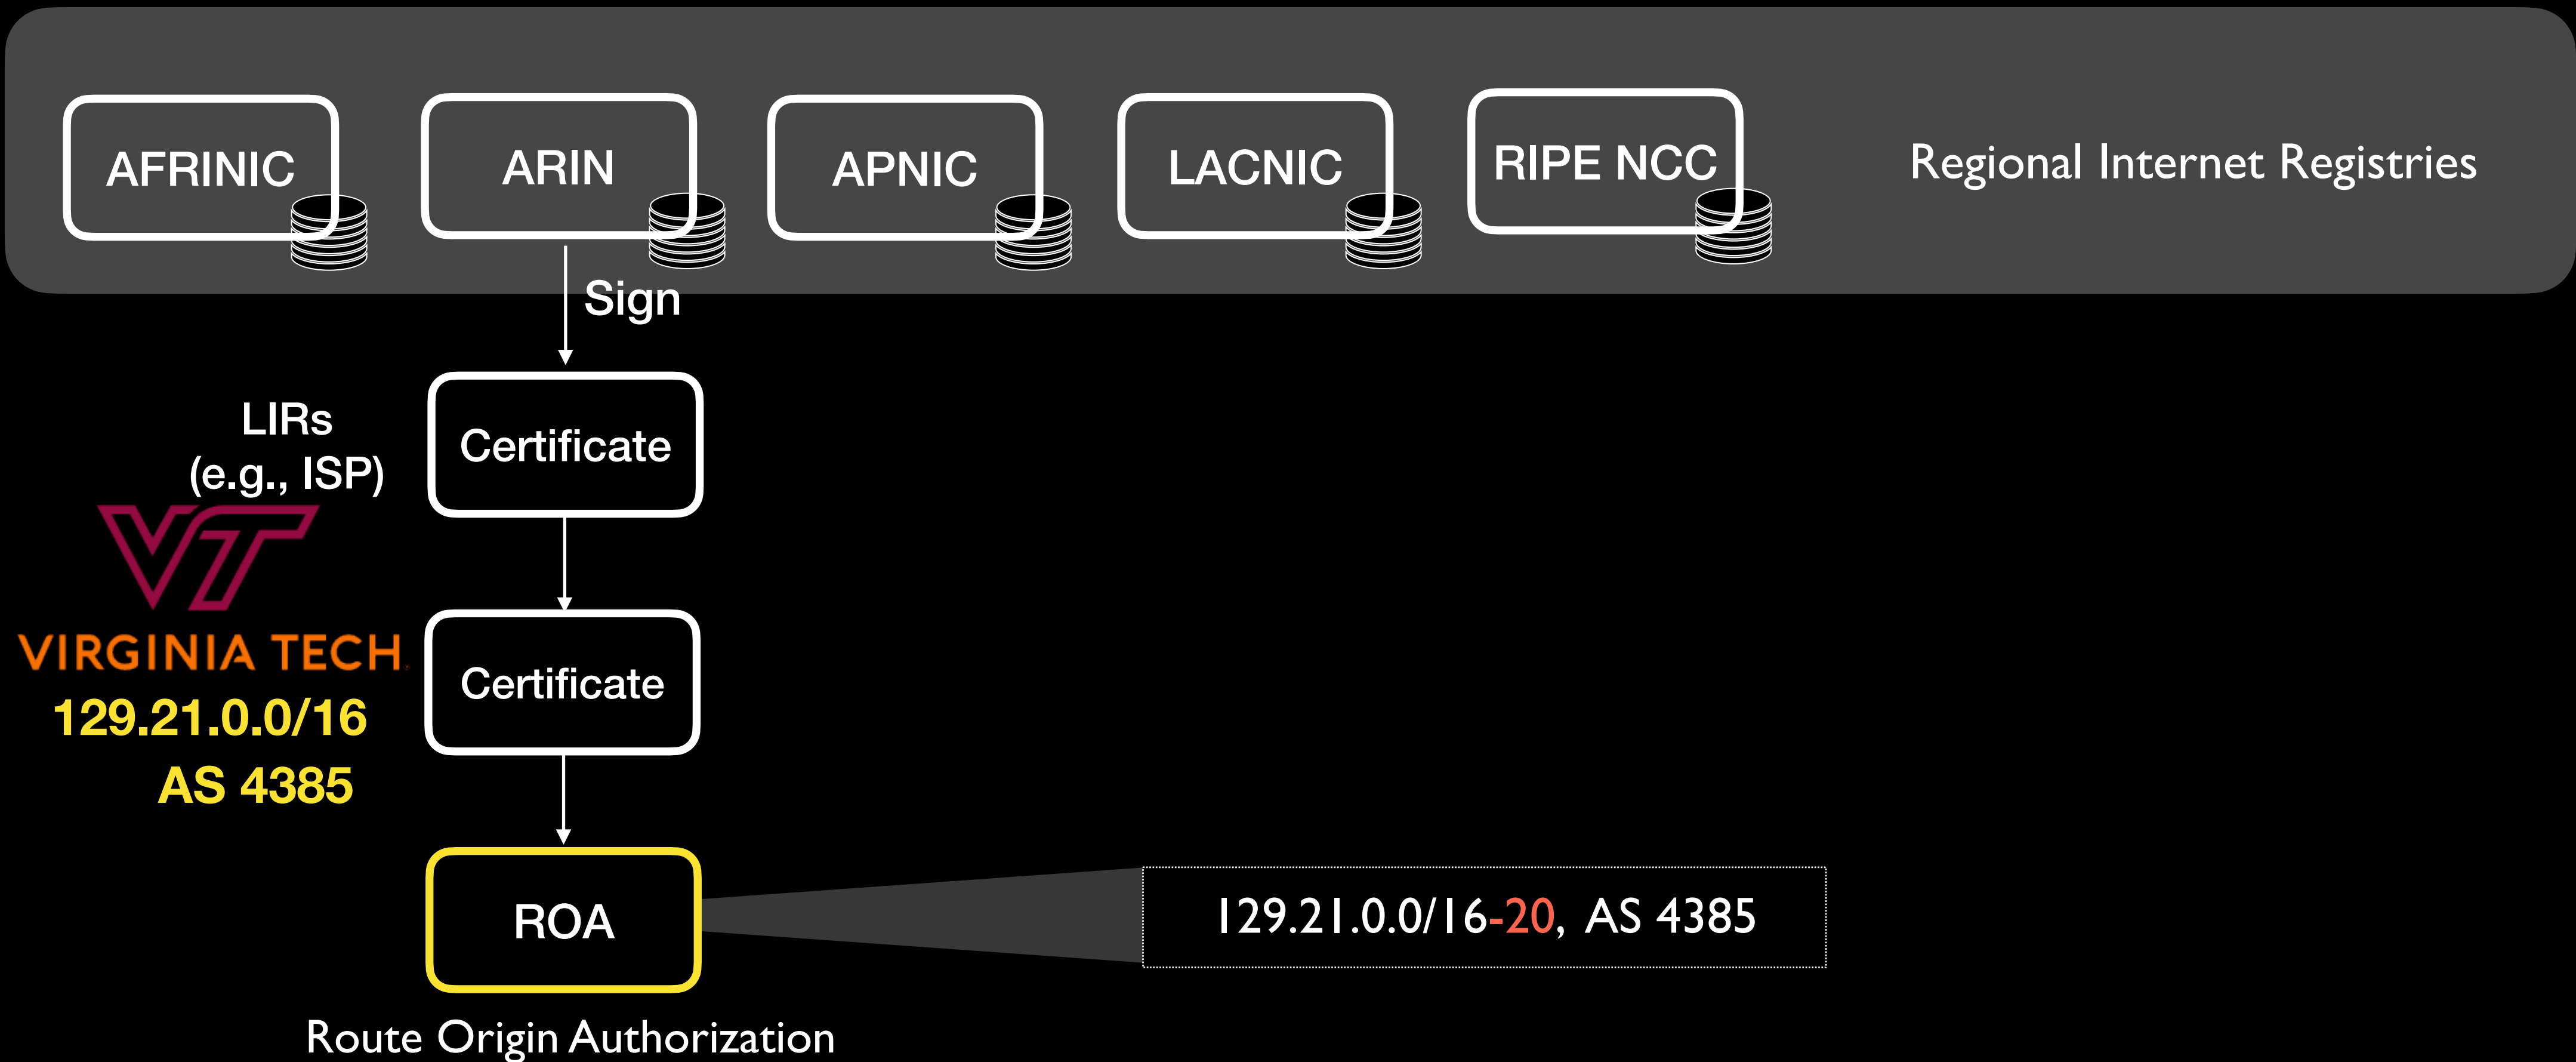 AFRINIC
ARIN
APNIC
LACNIC
RIPE NCC
Regional Internet Registries
Sign
LIRs
(e.g., ISP)
Certificate
VT
VIRGINIA TECH.
129.21.0.0/16
AS 4385
Certificate
ROA
129.21.0.0/16-20, AS 4385
Route Origin Authorization